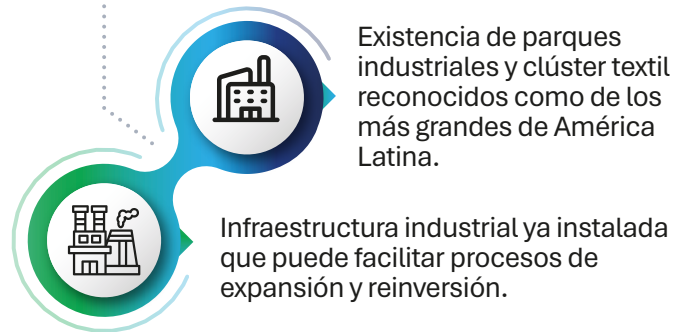 Existencia de parques
industriales y clúster textil
reconocidos como de los
más grandes de América
Latina.
Infraestructura industrial ya instalada
que puede facilitar procesos de
expansión y reinversión.